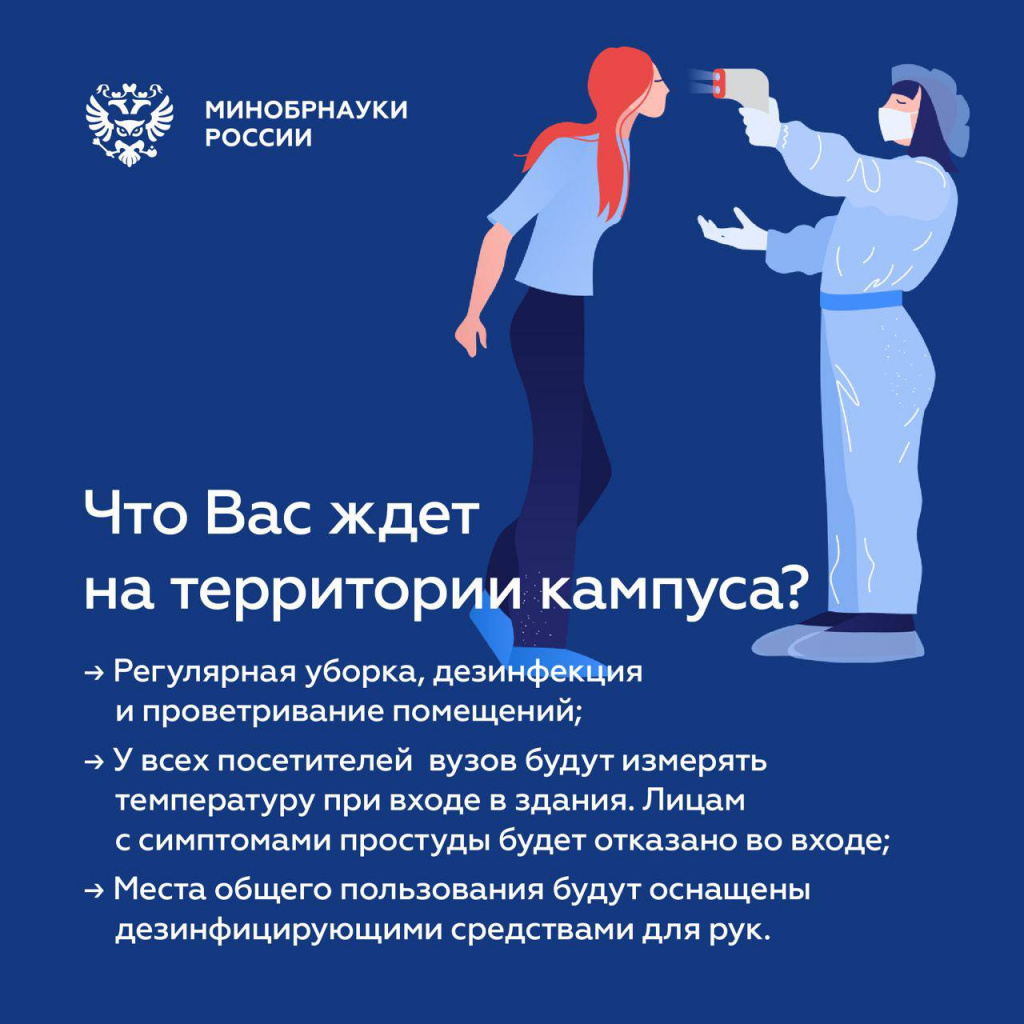 МИНОБРНАУКИ
РОССИИ
Что Вас ждет
на территории кампуса?
→ Регулярная уборка, дезинфекция
и проветривание помещений;
→ У всех посетителей вузов будут измерять
температуру при входе в здания. Лицам
с симптомами простуды будет отказано во входе;
→ Места общего пользования будут оснащены
дезинфицирующими средствами для рук.